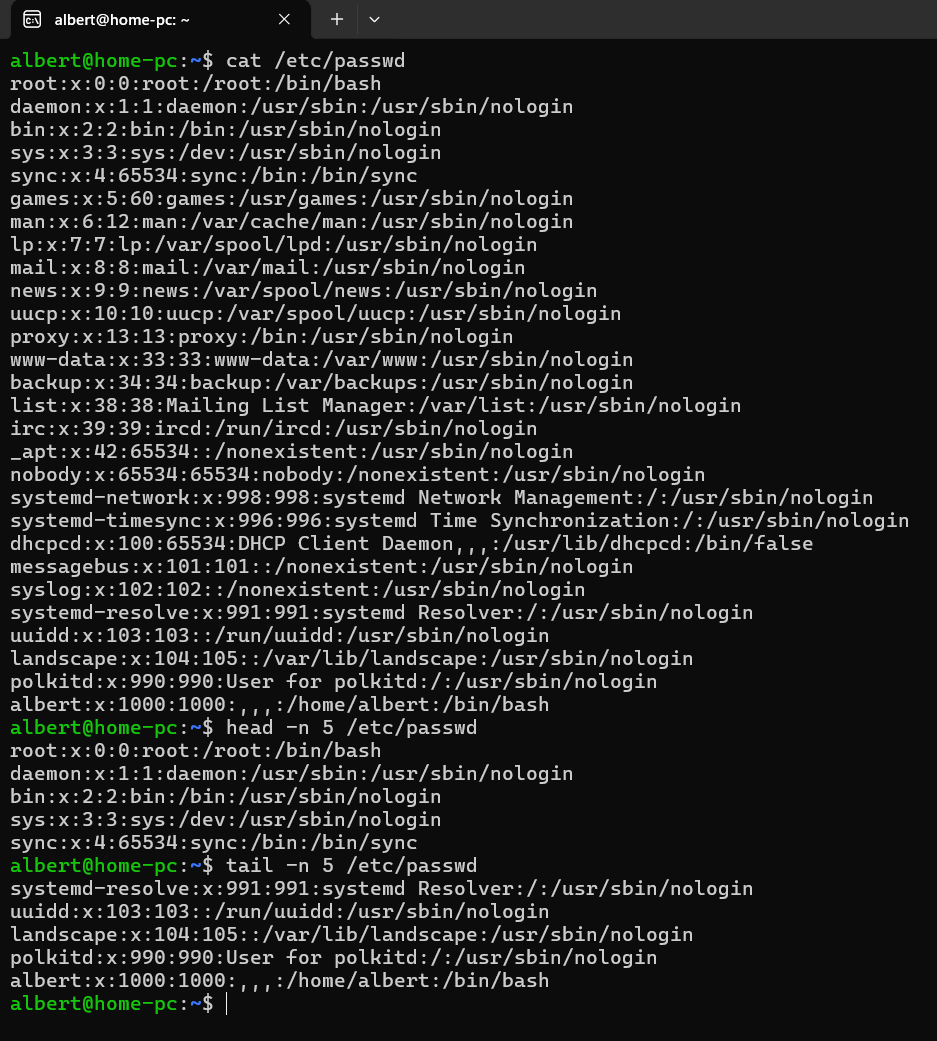 albert@home-pc: ~
albert@home-pc:~$ cat /etc/passwd
root:x:0:0:root:/root:/bin/bash
daemon:x:1:1:daemon:/usr/sbin:/usr/sbin/nologin
bin:x:2:2:bin:/bin:/usr/sbin/nologin
sys:x:3:3:sys:/dev:/usr/sbin/nologin
sync:x:4:65534:sync:/bin:/bin/sync
games:x:5:60:games:/usr/games:/usr/sbin/nologin
man:x:6:12:man:/var/cache/man:/usr/sbin/nologin
lp:x:7:7:lp:/var/spool/lpd:/usr/sbin/nologin
mail:x:8:8:mail:/var/mail:/usr/sbin/nologin
news:x:9:9:news:/var/spool/news:/usr/sbin/nologin
uucp:x:10:10:uucp:/var/spool/uucp:/usr/sbin/nologin
proxy:x:13:13:proxy:/bin:/usr/sbin/nologin
www-data:x:33:33:www-data:/var/www:/usr/sbin/nologin
backup:x:34:34:backup:/var/backups:/usr/sbin/nologin
list:x:38:38:Mailing List Manager:/var/list:/usr/sbin/nologin
irc:x:39:39:ircd:/run/ircd:/usr/sbin/nologin
_apt:x:42:65534::/nonexistent:/usr/sbin/nologin
nobody:x:65534:65534:nobody:/nonexistent:/usr/sbin/nologin
systemd-network:x:998:998:systemd Network Management:/:/usr/sbin/nologin
systemd-timesync:x:996:996:systemd Time Synchronization:/:/usr/sbin/nologin
dhcpcd:x:100:65534:DHCP Client Daemon,,,:/usr/lib/dhcpcd:/bin/false
messagebus:x:101:101::/nonexistent:/usr/sbin/nologin
syslog:x:102:102::/nonexistent:/usr/sbin/nologin
systemd-resolve:x:991:991:systemd Resolver:/:/usr/sbin/nologin
uuidd:x:103:103::/run/uuidd:/usr/sbin/nologin
landscape:x:104:105::/var/lib/landscape:/usr/sbin/nologin
polkitd:x:990:990:User for polkitd:/:/usr/sbin/nologin
albert:x:1000:1000:,,,:/home/albert:/bin/bash
albert@home-pc:~$ head -n 5 /etc/passwd
root:x:0:0:root:/root:/bin/bash
daemon:x:1:1:daemon:/usr/sbin:/usr/sbin/nologin
bin:x:2:2:bin:/bin:/usr/sbin/nologin
sys:x:3:3:sys:/dev:/usr/sbin/nologin
sync:x:4:65534:sync:/bin:/bin/sync
albert@home-pc:~$ tail -n 5 /etc/passwd
systemd-resolve:x:991:991:systemd Resolver:/:/usr/sbin/nologin
uuidd:x:103:103::/run/uuidd:/usr/sbin/nologin
landscape:x:104:105::/var/lib/landscape:/usr/sbin/nologin
polkitd:x:990:990:User for polkitd:/:/usr/sbin/nologin
albert:x:1000:1000:,,,:/home/albert:/bin/bash
albert@home-pc:~$